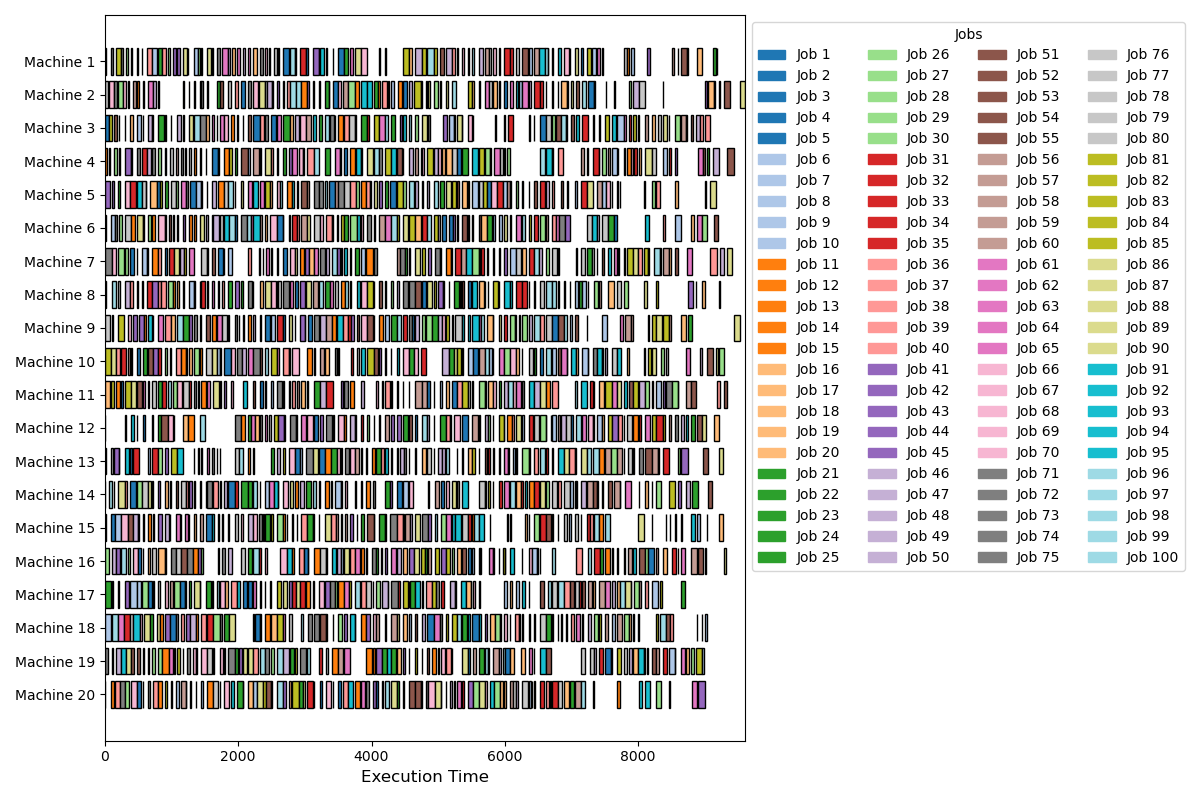 Jobs
Machine 1
Machine 2
Machine 3
Machine 4
Machine 5
Machine 6
Machine 7
Machine 8
Machine 9
Machine 10
Machine 11
Machine 12
Machine 13
Machine 14
Machine 15
Machine 16
Machine 17
Machine 18
Machine 19
Machine 20
0 2000 4000 6000 8000
Execution Time
Job 1 Job 26 Job 51 Job 76
Job 2 Job 27 Job 52 Job 77
Job 3 Job 28 Job 53 Job 78
Job 4 Job 29 Job 54 Job 79
Job 5 Job 30 Job 55 Job 80
Job 6 Job 31 Job 56 Job 81
Job 7 Job 32 Job 57 Job 82
Job 8 Job 33 Job 58 Job 83
Job 9 Job 34 Job 59 Job 84
Job 10 Job 35 Job 60 Job 85
Job 11 Job 36 Job 61 Job 86
Job 12 Job 37 Job 62 Job 87
Job 13 Job 38 Job 63 Job 88
Job 14 Job 39 Job 64 Job 89
Job 15 Job 40 Job 65 Job 90
Job 16 Job 41 Job 66 Job 91
Job 17 Job 42 Job 67 Job 92
Job 18 Job 43 Job 68 Job 93
Job 19 Job 44 Job 69 Job 94
Job 20 Job 45 Job 70 Job 95
Job 21 Job 46 Job 71 Job 96
Job 22 Job 47 Job 72 Job 97
Job 23 Job 48 Job 73 Job 98
Job 24 Job 49 Job 74 Job 99
Job 25 Job 50 Job 75 Job 100